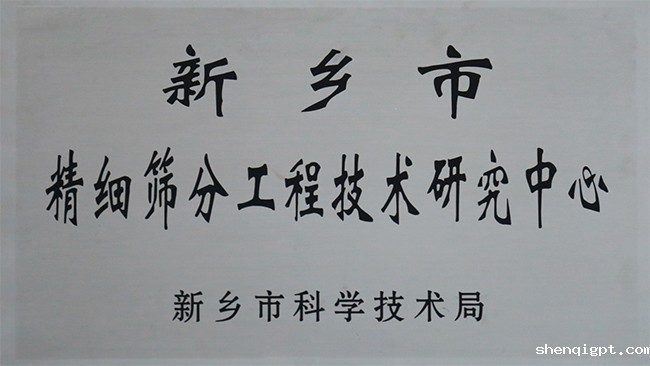 新乡市
精细筛分工程技术研究中心
新乡市科学技术局
shenqigpt.com